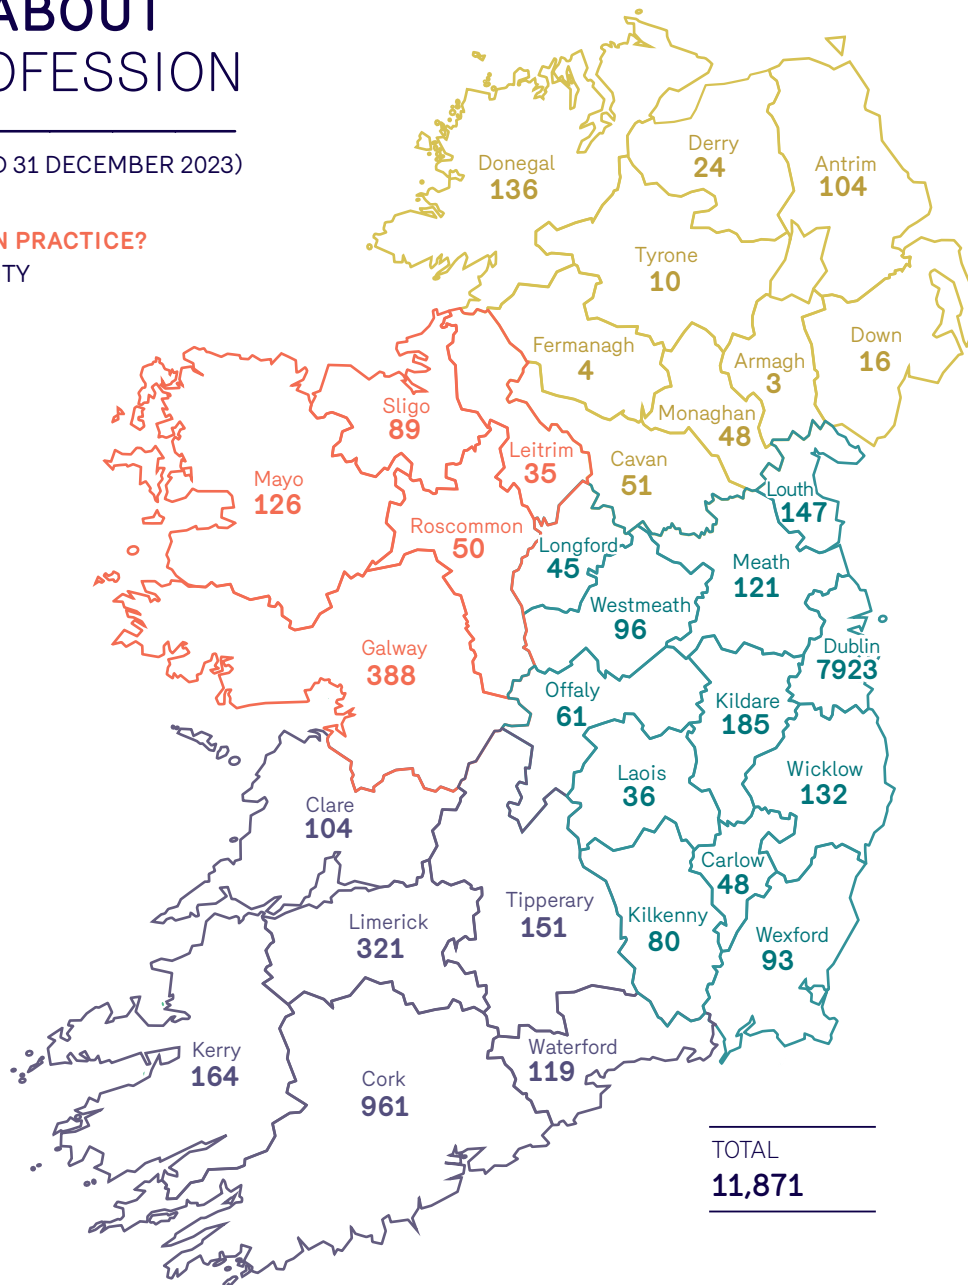 ABOUT
OFESSION
D 31 DECEMBER 2023)
N PRACTICE?
TY
Donegal
136
Derry
24
Antrim
104
Tyrone
10
Fermanagh
4
Armagh
3
Down
16
Monaghan
48
Cavan
51
Sligo
89
Leitrim
35
Mayo
126
Roscommon
50
Galway
388
Louth
147
Longford
45
Meath
121
Westmeath
96
Dublin
7923
Offaly
61
Kildare
185
Laois
36
Wicklow
132
Carlow
48
Kilkenny
80
Wexford
93
Clare
104
Tipperary
151
Limerick
321
Kerry
164
Cork
961
Waterford
119
TOTAL
11,871